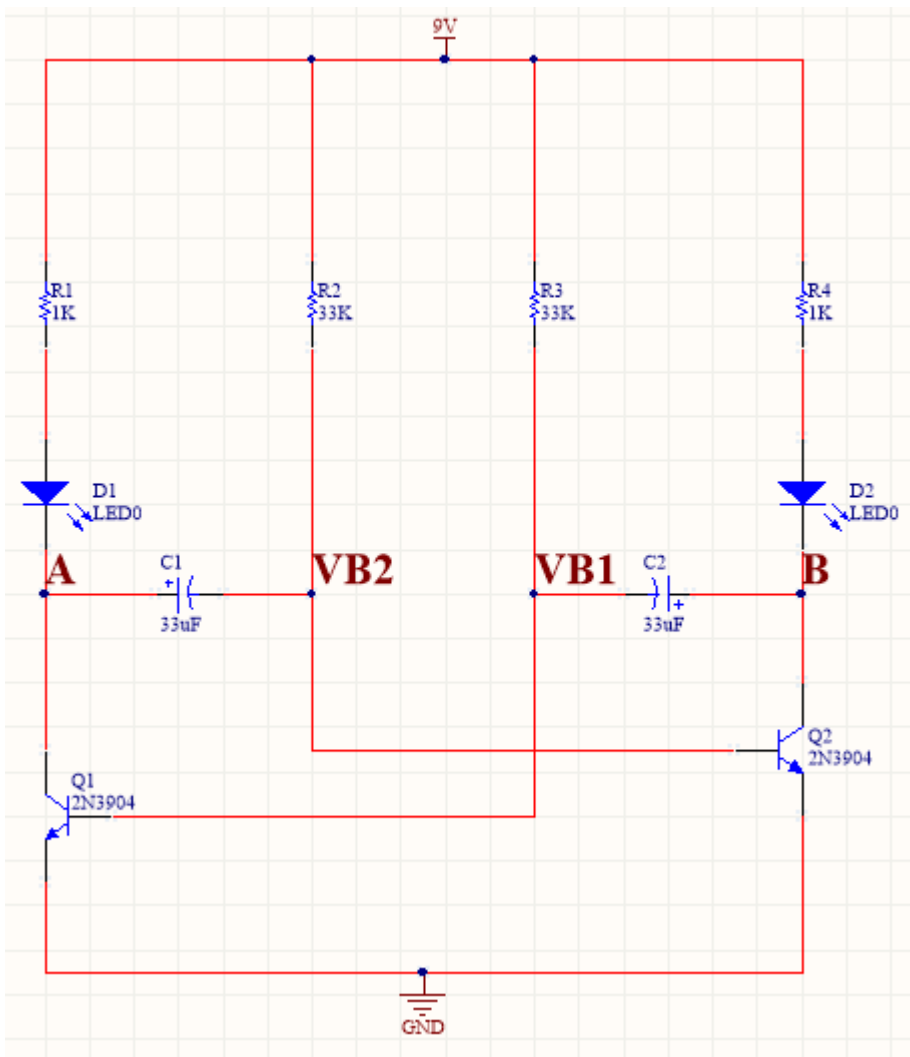 9V
R1
1K
R2
33K
R3
33K
R4
1K
D1
LED0
D2
LED0
A
C1
+
33uF
VB2
VB1
C2
+
33uF
B
Q1
2N3904
Q2
2N3904
GND